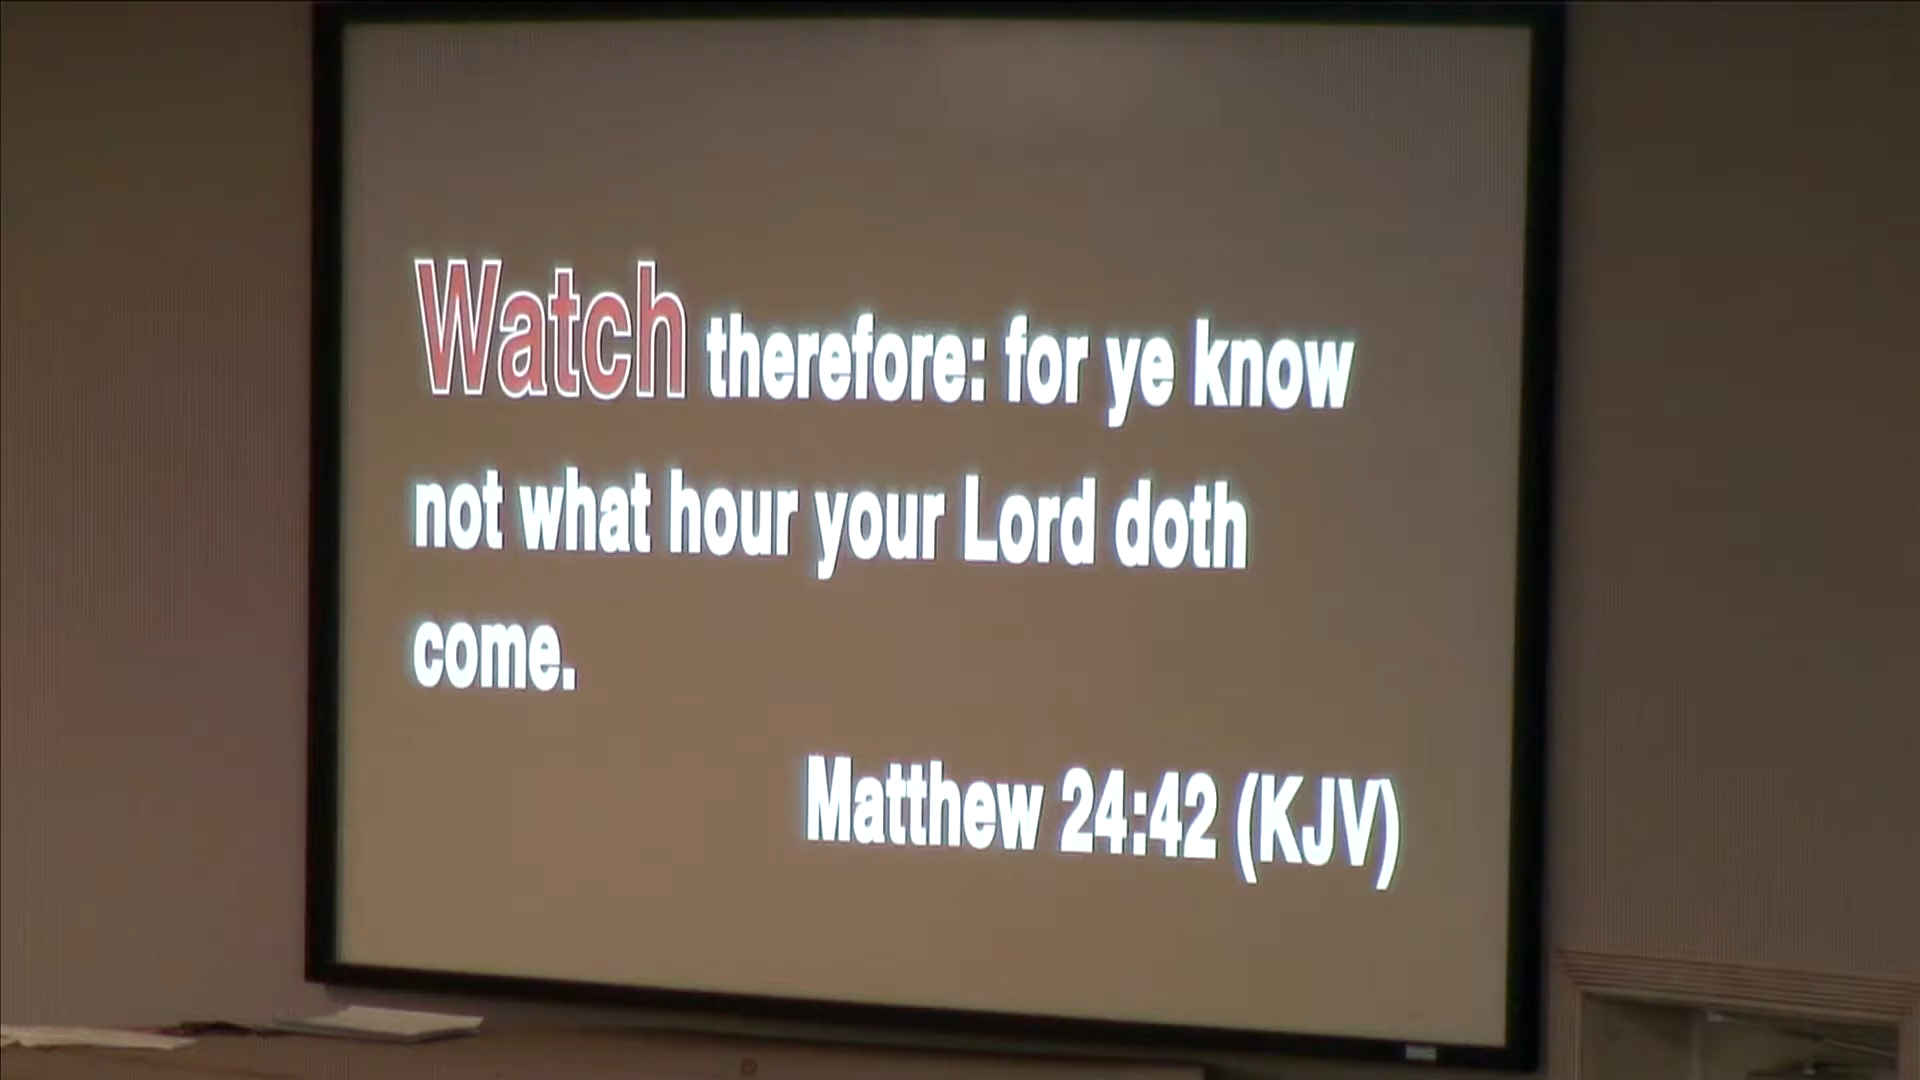 Watch therefore: for ye know
not what hour your Lord doth
come.
Matthew 24:42 (KJV)